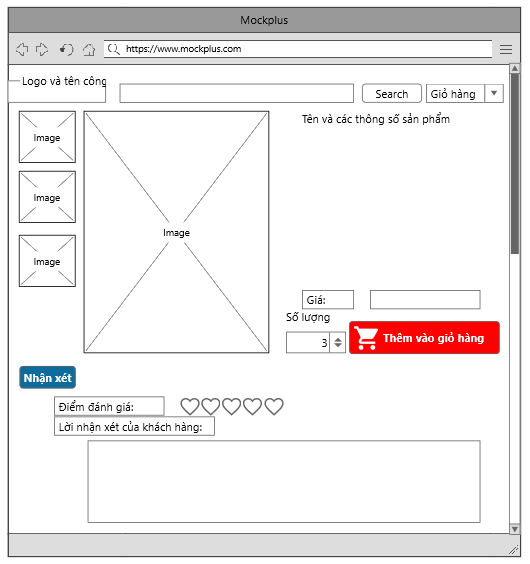 Mockplus
https://www.mockplus.com
Logo và tên công
Search
Giỏ hàng
Image
Image
Image
Image
Tên và các thông số sản phẩm
Giá:
Số lượng
3
Thêm vào giỏ hàng
Nhận xét
Điểm đánh giá:
Lời nhận xét của khách hàng: